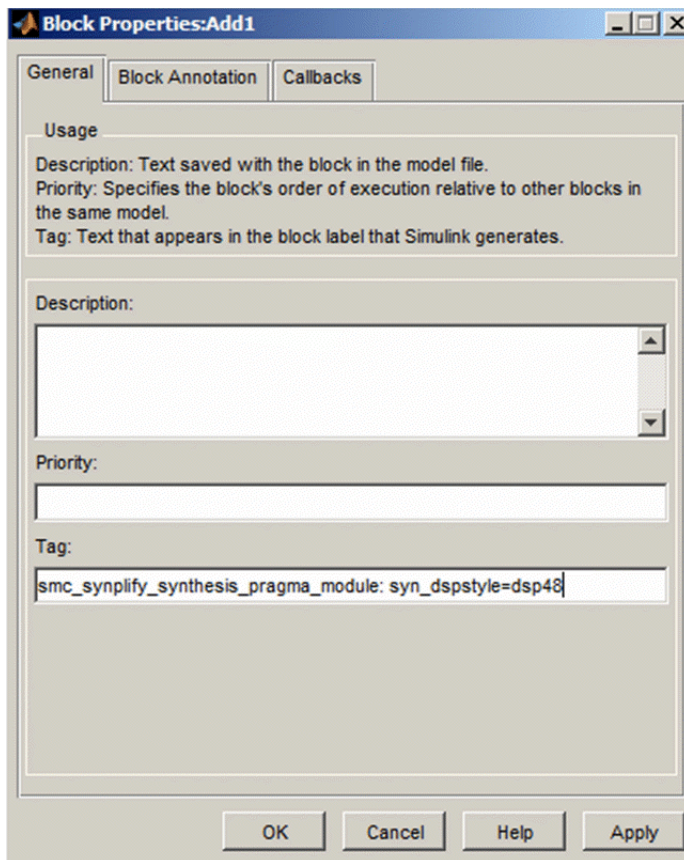 Block Properties:Add1
General
Block Annotation
Callbacks
Usage
Description: Text saved with the block in the model file.
Priority: Specifies the block's order of execution relative to other blocks in
the same model.
Tag: Text that appears in the block label that Simulink generates.
Description:
Priority:
Tag:
smc_synplify_synthesis_pragma_module: syn_dspstyle=dsp48
OK
Cancel
Help
Apply